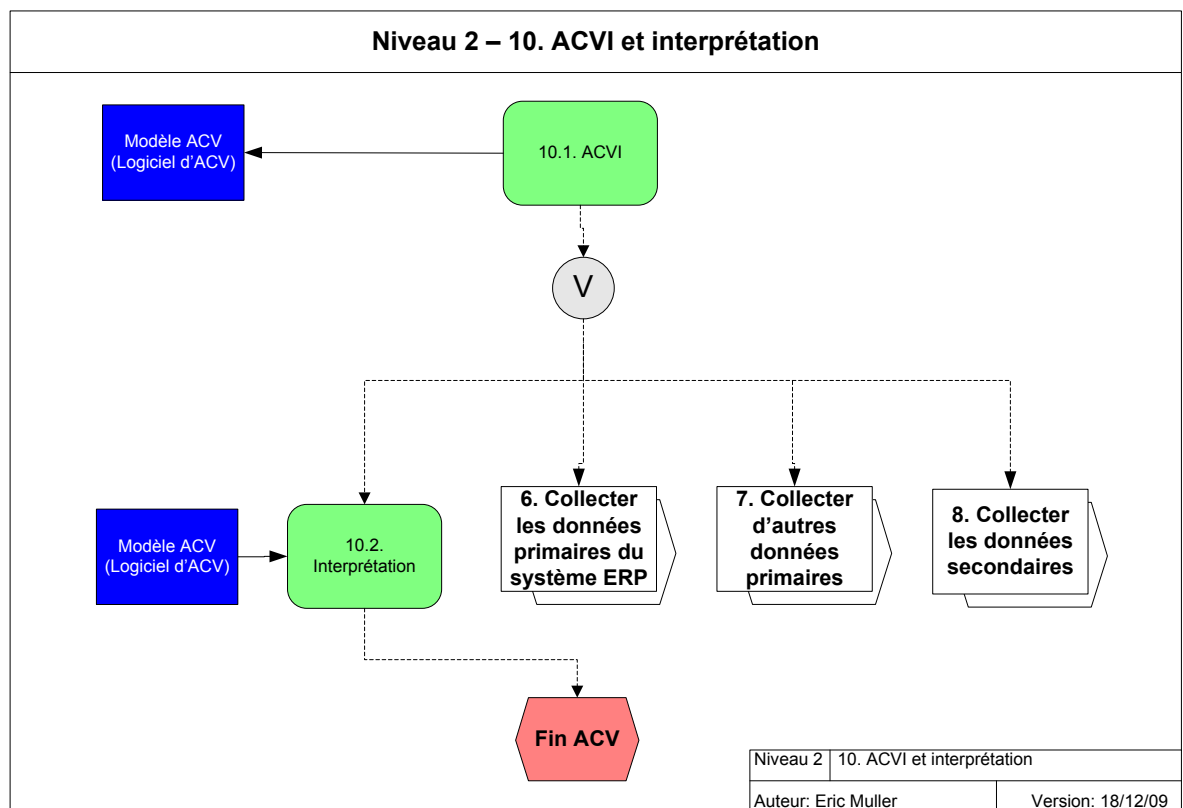 Niveau 2 – 10. ACVI et interprétation
Modèle ACV
(Logiciel d'ACV)
10.1. ACVI
V
Modèle ACV
(Logiciel d'ACV)
10.2.
Interprétation
6. Collecter
les données
primaires du
système ERP
7. Collecter
d'autres
données
primaires
8. Collecter
les données
secondaires
Fin ACV
Niveau 2
10. ACVI et interprétation
Auteur: Eric Muller
Version: 18/12/09